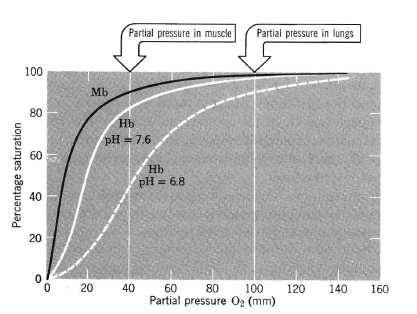 Partial pressure in muscle
Partial pressure in lungs
100
80
60
40
20
0
Percentage saturation
Mb
Hb
pH = 7.6
Hb
pH = 6.8
0 20 40 60 80 100 120 140 160
Partial pressure O₂ (mm)